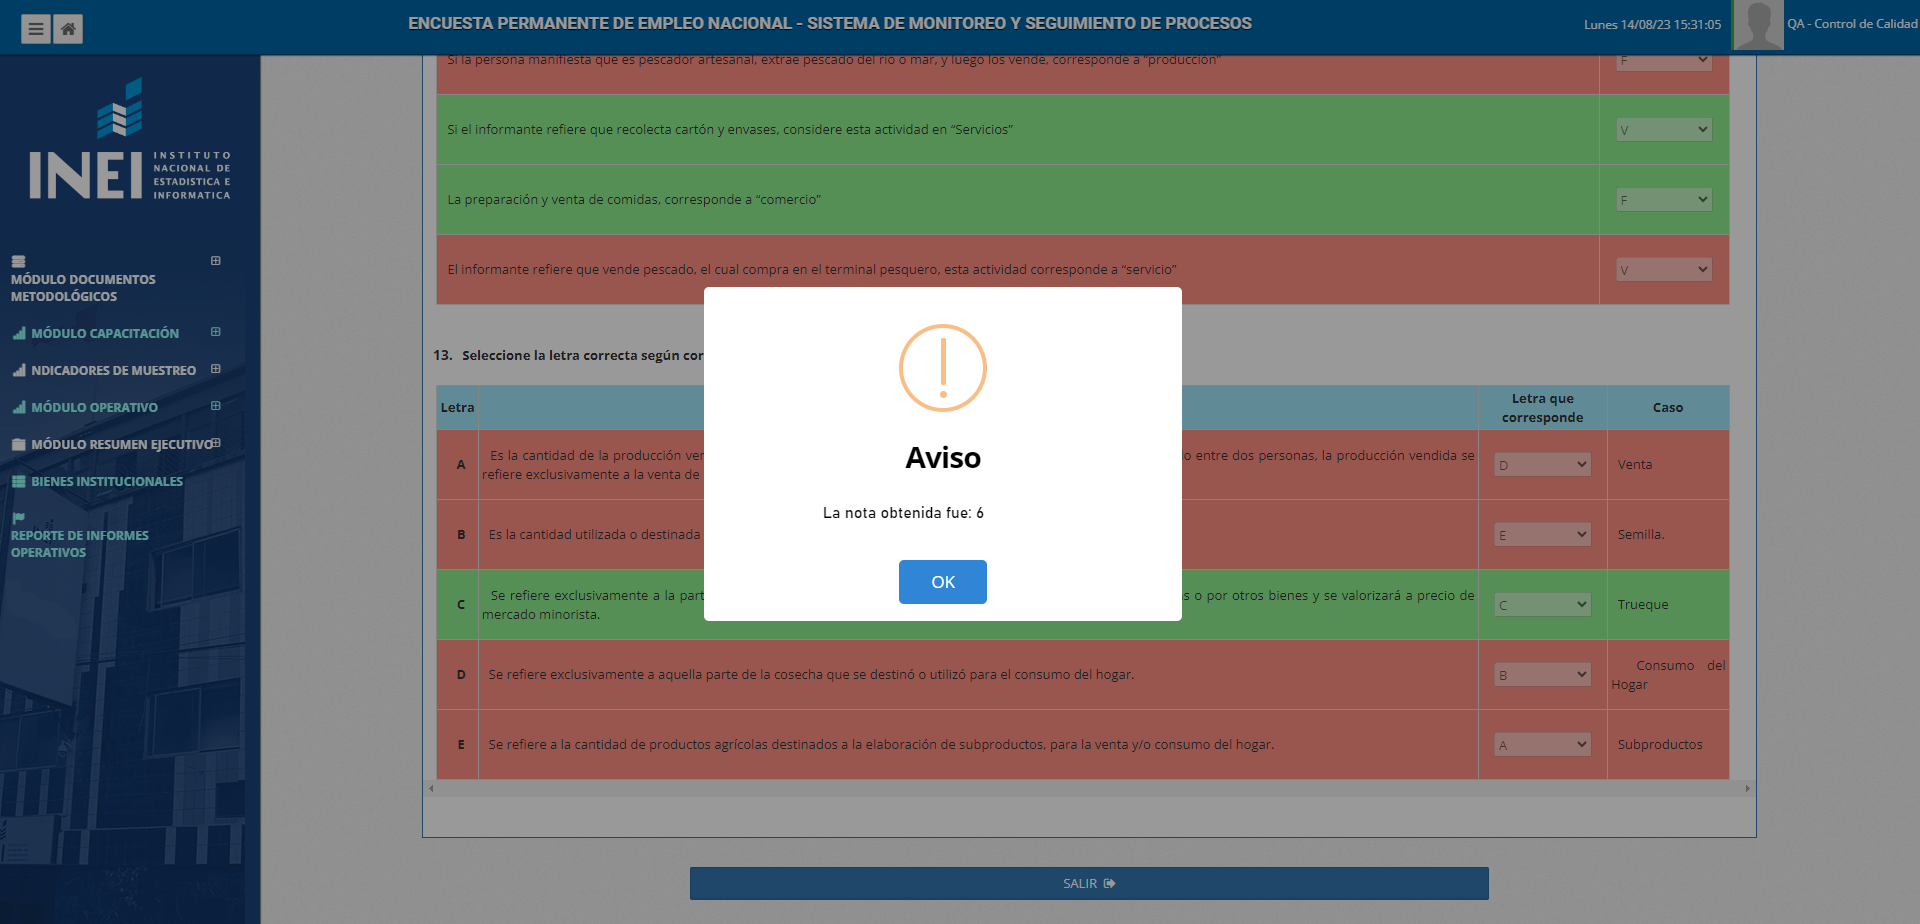 ENCUESTA PERMANENTE DE EMPLEO NACIONAL - SISTEMA DE MONITOREO Y SEGUIMIENTO DE PROCESOS
Lunes 14/08/23 15:31:05
QA - Control de Calidad
INEI
INSTITUTO
NACIONAL DE
ESTADISTICA E
INFORMATICA
MÓDULO DOCUMENTOS
METODOLÓGICOS
MÓDULO CAPACITACIÓN
NDICADORES DE MUESTREO
MÓDULO OPERATIVO
MÓDULO RESUMEN EJECUTIVO
BIENES INSTITUCIONALES
REPORTE DE INFORMES
OPERATIVOS
Si la persona manifiesta que es pescador artesanal, extrae pescado del río o mar, y luego los vende, corresponde a “producción” F
Si el informante refiere que recolecta cartón y envases, considere esta actividad en “Servicios” V
La preparación y venta de comidas, corresponde a “comercio” F
El informante refiere que vende pescado, el cual compra en el terminal pesquero, esta actividad corresponde a “servicio” V
13. Seleccione la letra correcta según cor
Letra
Letra que
corresponde
Caso
A
Es la cantidad de la producción ver
o entre dos personas, la producción vendida se
refiere exclusivamente a la venta de
D
Venta
B
Es la cantidad utilizada o destinada
E
Semilla.
C
Se refiere exclusivamente a la part
s o por otros bienes y se valorizará a precio de
mercado minorista.
C
Trueque
D
Se refiere exclusivamente a aquella parte de la cosecha que se destinó o utilizó para el consumo del hogar.
B
Consumo del
Hogar
E
Se refiere a la cantidad de productos agrícolas destinados a la elaboración de subproductos, para la venta y/o consumo del hogar.
A
Subproductos
Aviso
La nota obtenida fue: 6
OK
SALIR